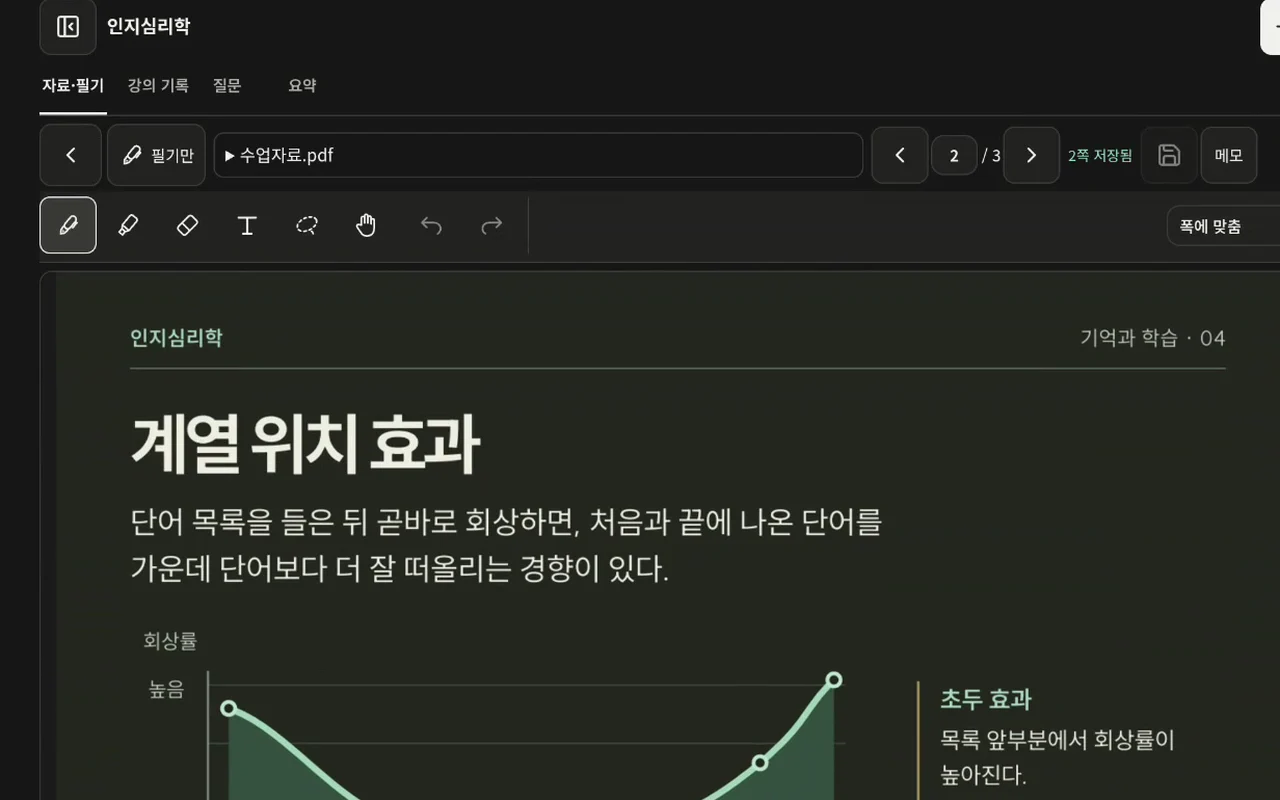 인지심리학
자료·필기 강의 기록 질문 요약
필기만 ▶ 수업자료.pdf 2 / 3 2쪽 저장됨 메모
폭에 맞춤
인지심리학 기억과 학습 · 04
계열 위치 효과
단어 목록을 들은 뒤 곧바로 회상하면, 처음과 끝에 나온 단어를
가운데 단어보다 더 잘 떠올리는 경향이 있다.
회상률
높음
초두 효과
목록 앞부분에서 회상률이
높아진다.